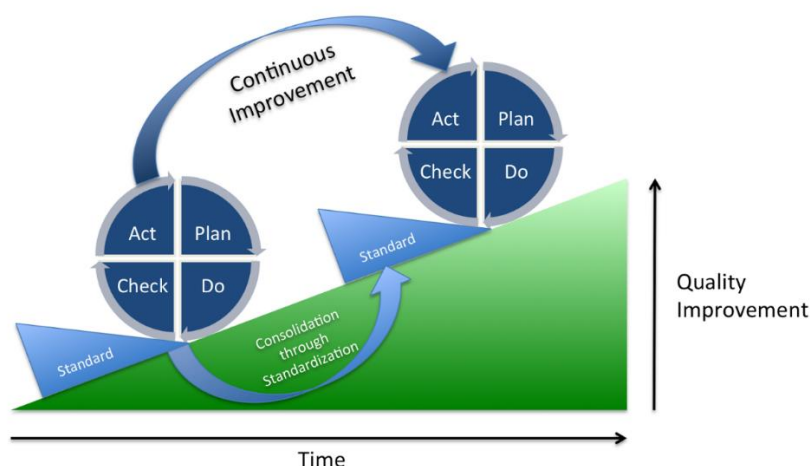 Continuous
Improvement
Act
Plan
Check
Do
Act
Plan
Check
Do
Standard
Standard
Consolidation
through
Standardization
Quality
Improvement
Time